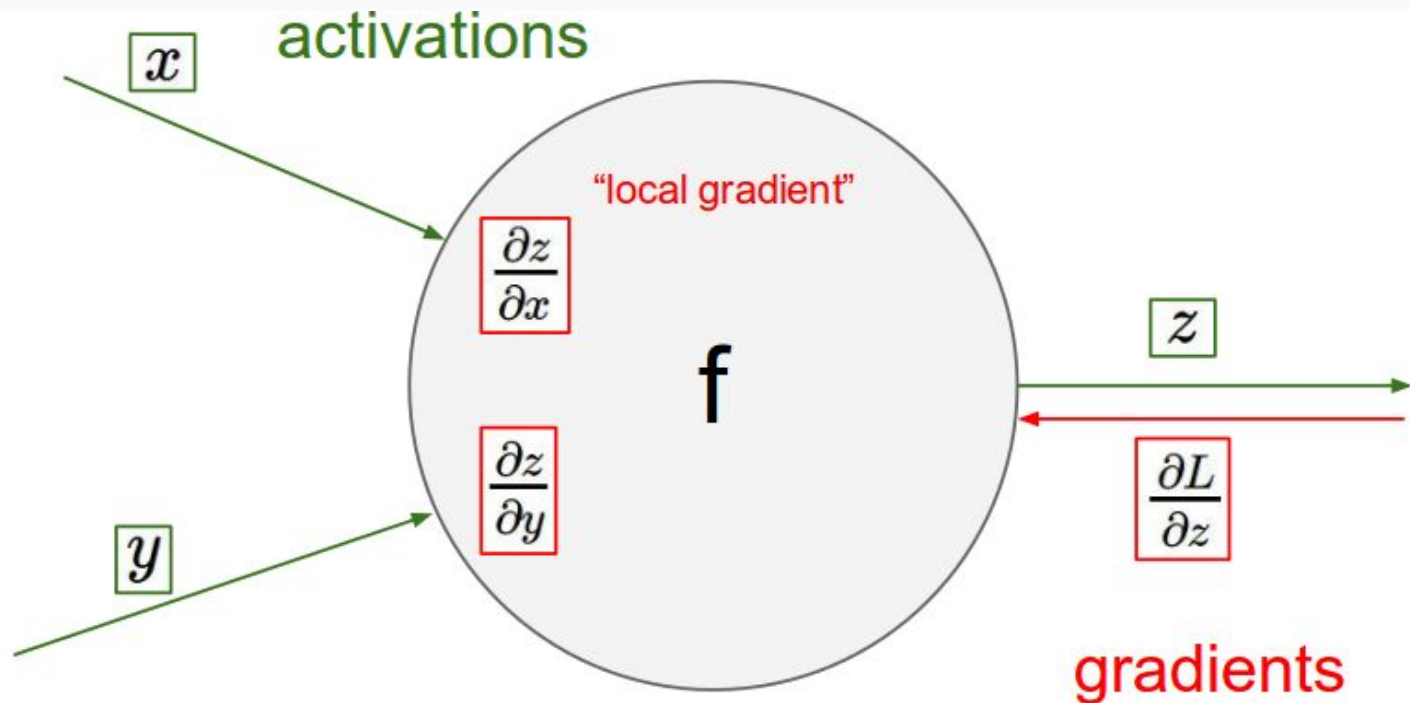 activations
x
“local gradient”
∂z
∂x
f
z
∂z
∂y
∂L
∂z
y
gradients